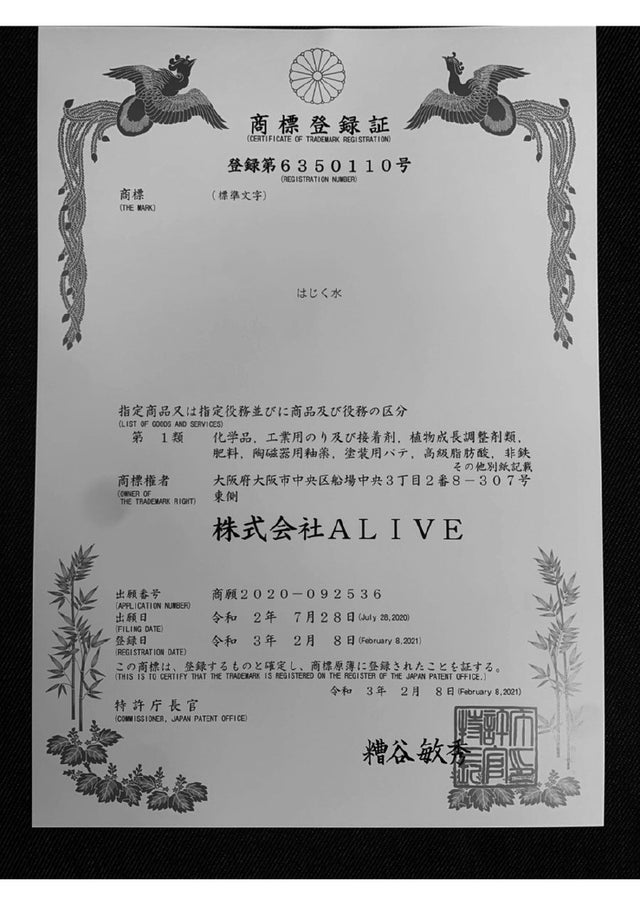 商標登録証
(CERTIFICATE OF TRADEMARK REGISTRATION)
登録第6350110号
(REGISTRATION NUMBER)
商標 (標準文字)
(THE MARK)
はじく水
指定商品又は指定役務並びに商品及び役務の区分
(LIST OF GOODS AND SERVICES)
第 1類 化学品，工業用のり及び接着剤，植物成長調整剤類，
肥料，陶磁器用釉薬，塗装用パテ，高級脂肪酸，非鉄
その他別紙記載
商標権者 大阪府大阪市中央区船場中央3丁目2番8－307号
(OWNER OF THE TRADEMARK RIGHT) 東側
株式会社ALIVE
出願番号 商願2020－092536
(APPLICATION NUMBER)
出願日 令和 2年 7月28日(July 28,2020)
(FILING DATE)
登録日 令和 3年 2月 8日(February 8,2021)
(REGISTRATION DATE)
この商標は、登録するものと確定し、商標原簿に登録されたことを証する。
(THIS IS TO CERTIFY THAT THE TRADEMARK IS REGISTERED ON THE REGISTER OF THE JAPAN PATENT OFFICE.)
令和 3年 2月 8日(February 8,2021)
特許庁長官
(COMMISSIONER, JAPAN PATENT OFFICE)
糟谷敏秀